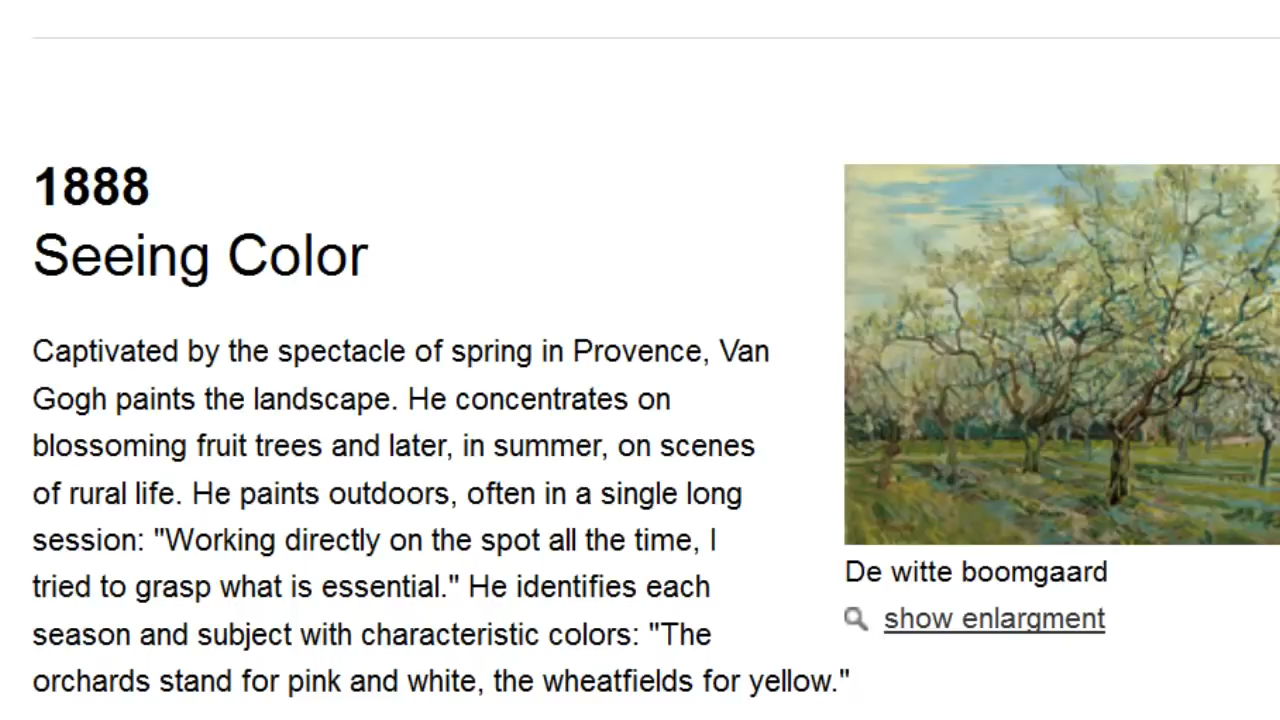 1888
Seeing Color
Captivated by the spectacle of spring in Provence, Van
Gogh paints the landscape. He concentrates on
blossoming fruit trees and later, in summer, on scenes
of rural life. He paints outdoors, often in a single long
session: "Working directly on the spot all the time, I
tried to grasp what is essential." He identifies each
season and subject with characteristic colors: "The
orchards stand for pink and white, the wheatfields for yellow."
De witte boomgaard
show enlargment